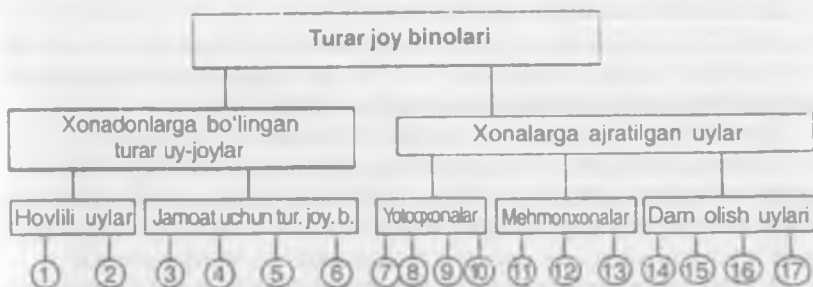 Turar joy binolari
Xonadonlarga bo'lingan
turar uy-joylar
Xonalarga ajratilgan uylar
Hovlili uylar
Jamoat uchun tur. joy. b.
Yotoqxonalar
Mehmonxonalar
Dam olish uylari
1 2 3 4 5 6 7 8 9 10 11 12 13 14 15 16 17